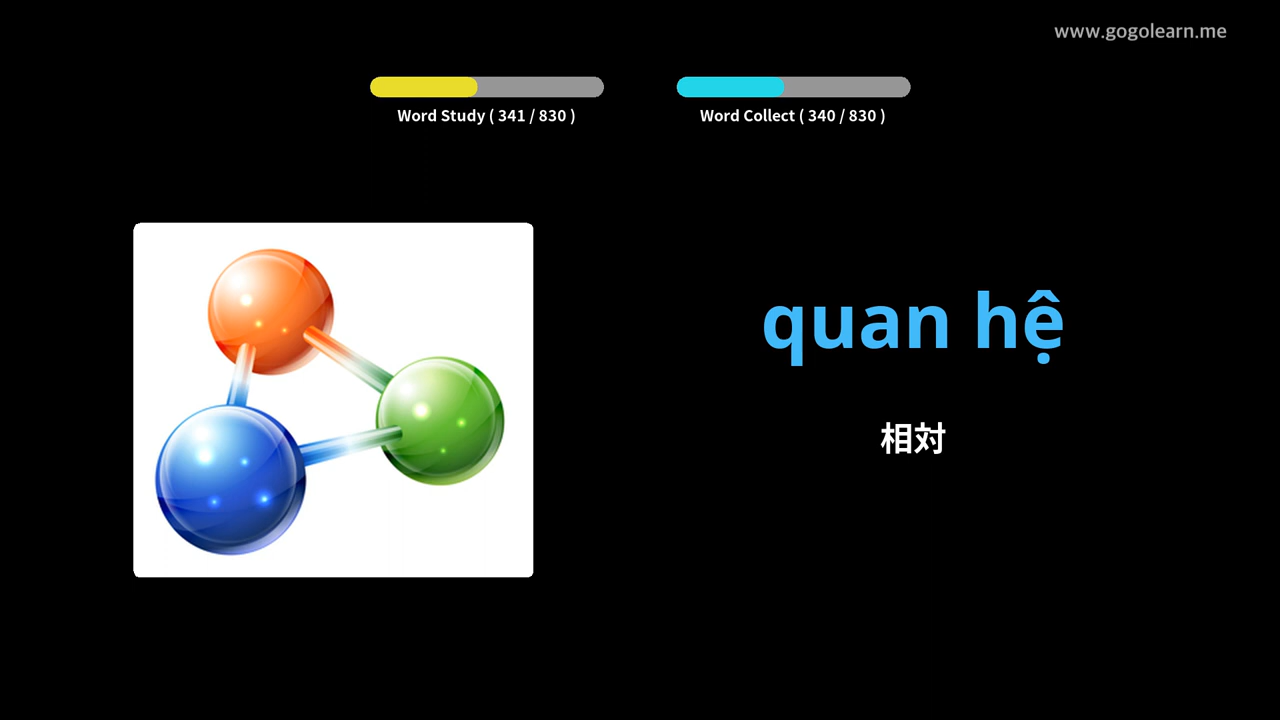 www.gogolearn.me
Word Study ( 341 / 830 )
Word Collect ( 340 / 830 )
quan hệ
相対